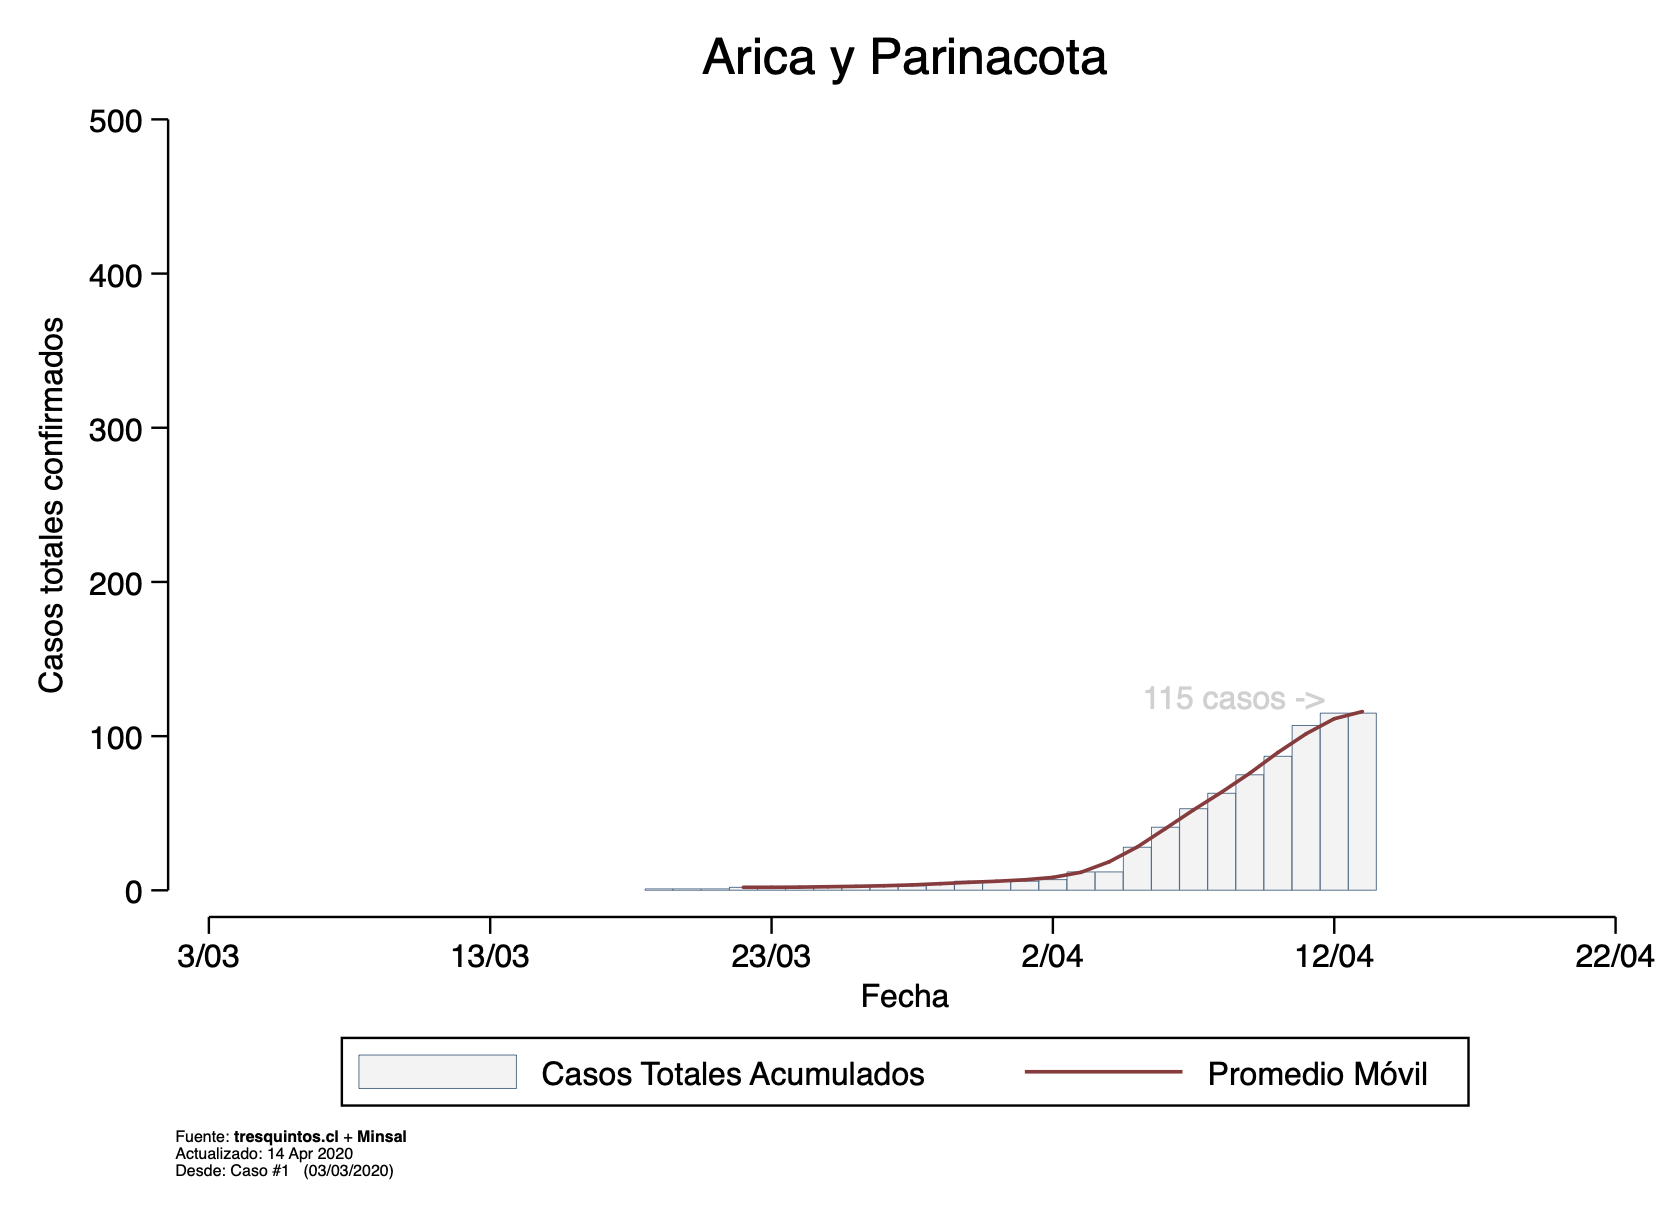 Arica y Parinacota
500
400
300
200
100
0
Casos totales confirmados
115 casos ->
3/03 13/03 23/03 2/04 12/04 22/04
Fecha
Casos Totales Acumulados Promedio Móvil
Fuente: tresquintos.cl + Minsal
Actualizado: 14 Apr 2020
Desde: Caso #1 (03/03/2020)